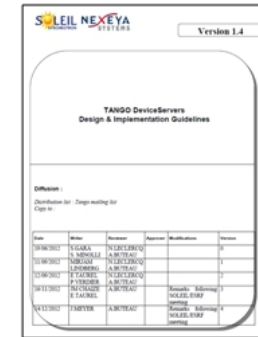 SOLEIL NEXEYA
SYNCHROTRON SYSTEMS
Version 1.4
TANGO DeviceServers
Design & Implementation Guidelines
Diffusion :
Distribution list : Tango mailing list
Copy to :
Date Writer Reviewer Approver Modifications Version
S.GARA N.LECLERCQ 0
S. MINOLLI A.BUTEAU
MIRJAM N.LECLERCQ 1
LINDBERG A.BUTEAU
E.TAUREL N.LECLERCQ 2
P.VERDIER A.BUTEAU
JM CHAIZE A.BUTEAU Remarks following 3
E.TAUREL SOLEIL/ESRF
meeting
J.MEYER A.BUTEAU Remarks following 4
SOLEIL/ESRF
meeting